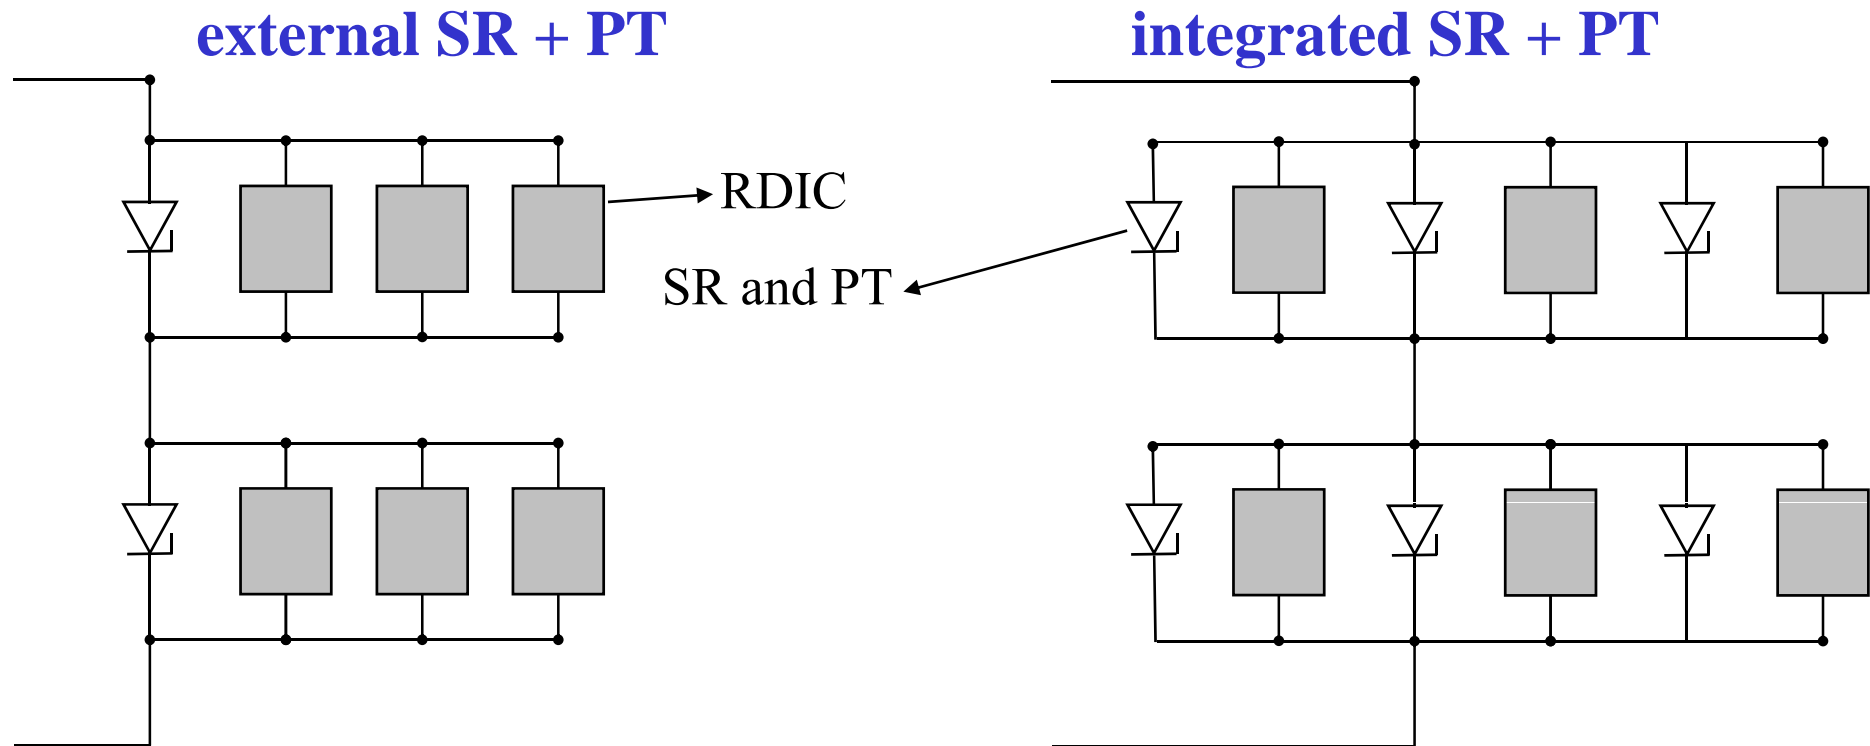 external SR + PT
integrated SR + PT
RDIC
SR and PT